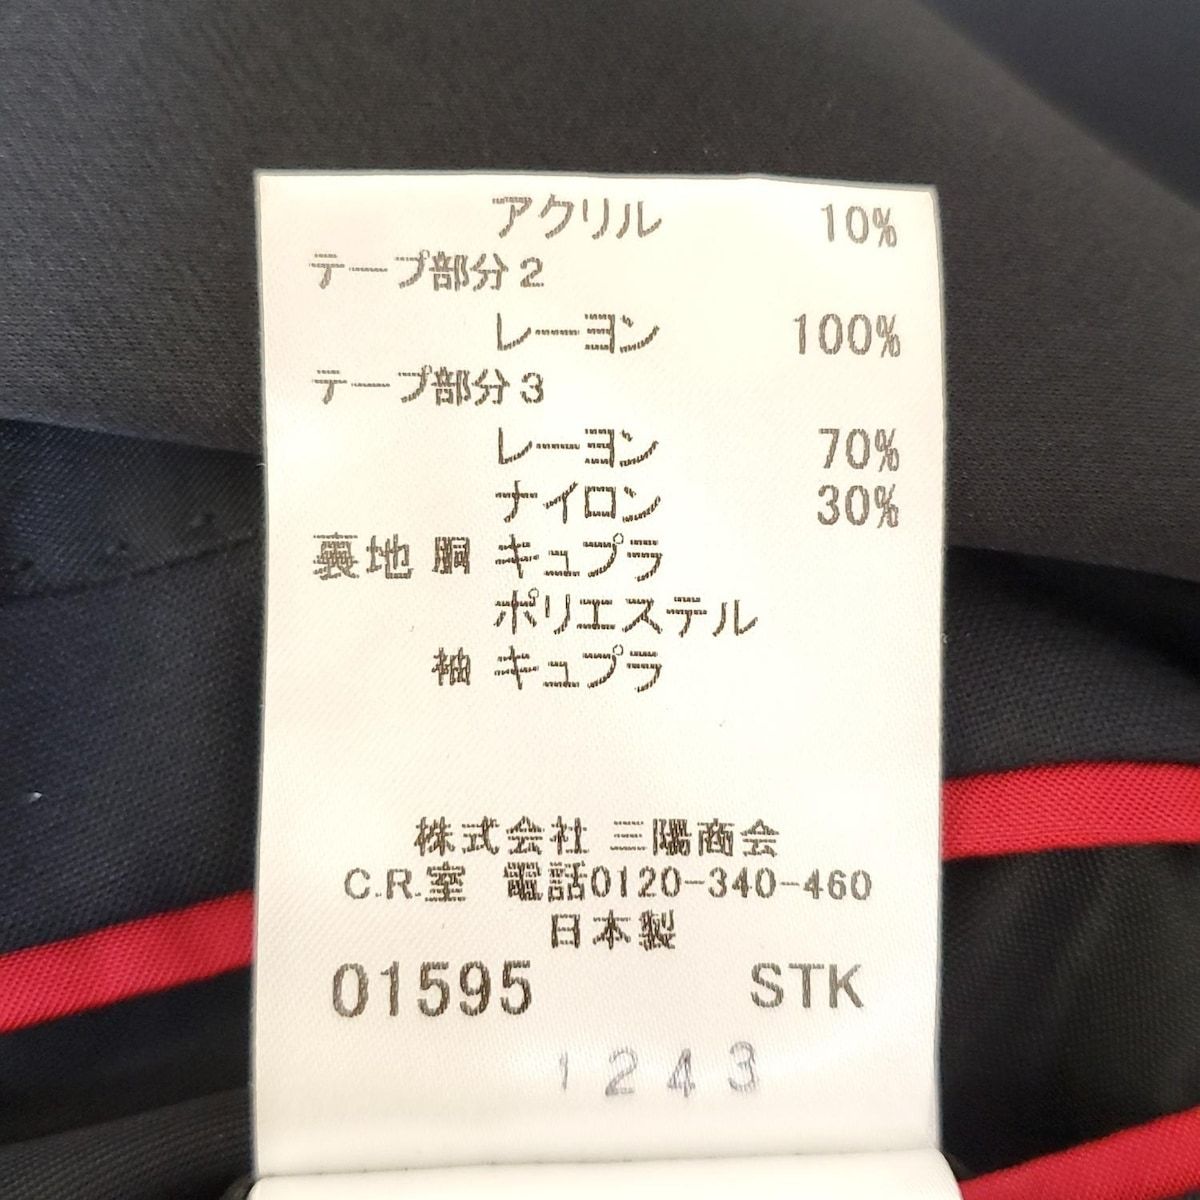 アクリル 10%
テープ部分2
レーヨン 100%
テープ部分3
レーヨン 70%
ナイロン 30%
裏地 胴 キュプラ
ポリエステル
袖 キュプラ
株式会社 三陽商会
C.R.室 電話0120-340-460
日本製
01595 STK
1243